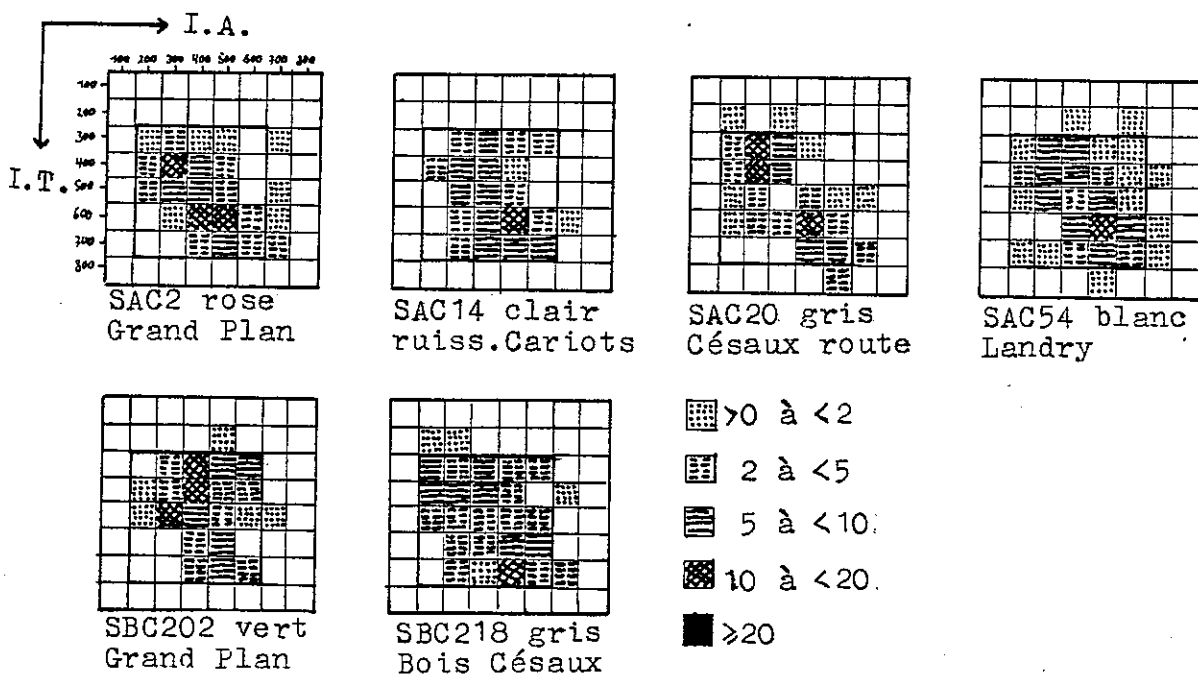 I.A.
100 200 300 400 500 600 700 800
100
200
300
400
I.T.
500
600
700
800
SAC2 rose
Grand Plan
SAC14 clair
ruiss.Cariots
SAC20 gris
Césaux route
SAC54 blanc
Landry
SBC202 vert
Grand Plan
SBC218 gris
Bois Césaux
>0 à <2
2 à <5
5 à <10
10 à <20
≥20